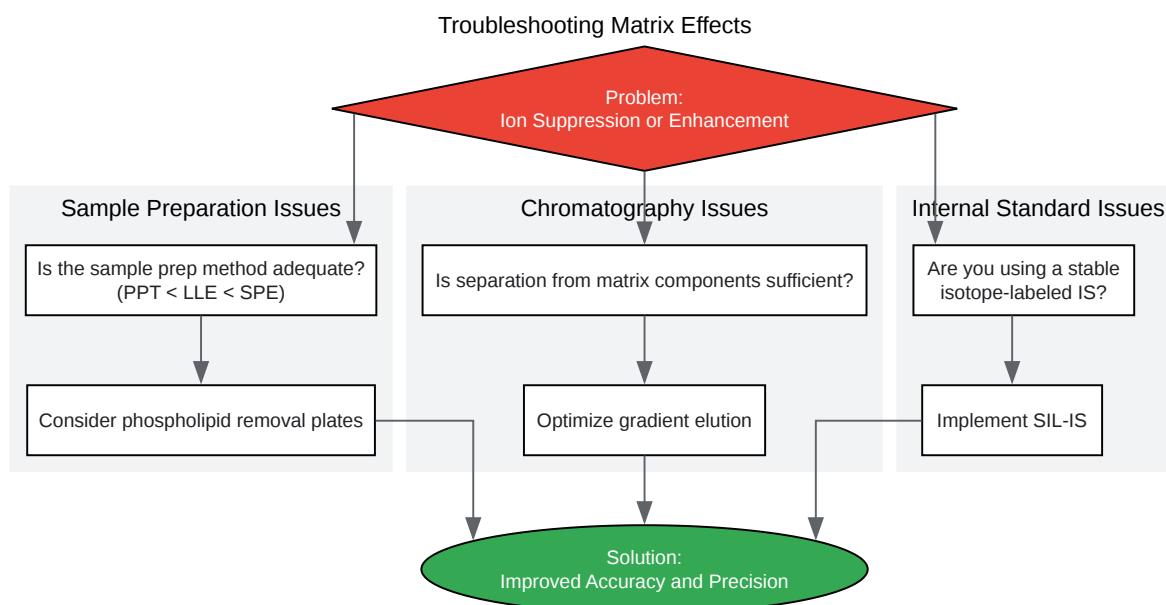 Troubleshooting Matrix Effects
Problem:
Ion Suppression or Enhancement
Sample Preparation Issues
Is the sample prep method adequate?
(PPT < LLE < SPE)
Consider phospholipid removal plates
Chromatography Issues
Is separation from matrix components sufficient?
Optimize gradient elution
Internal Standard Issues
Are you using a stable
isotope-labeled IS?
Implement SIL-IS
Solution:
Improved Accuracy and Precision